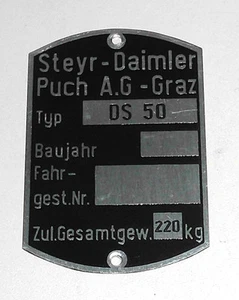 Steyr-Daimler
Puch A.G-Graz
Typ DS 50
Baujahr
Fahr-
gest.Nr.
Zul.Gesamtgew. 220 kg